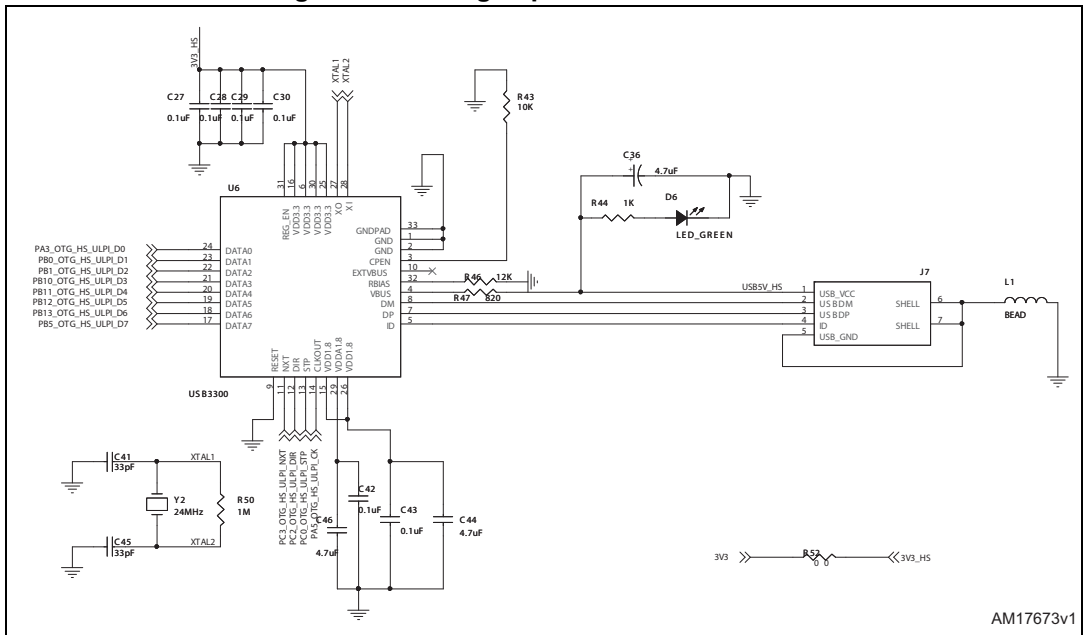 3V3_HS
XTAL1
XTAL2
C27
C28
C29
C30
0.1uF
0.1uF
0.1uF
0.1uF
R43
10K
C36
4.7uF
R44
1K
D6
LED_GREEN
U6
31
16
6
30
25
27
28
REG_EN
VDD3.3
VDD3.3
VDD3.3
VDD3.3
XO
XI
PA3_OTG_HS_ULPI_D0
24
DATA0
PB0_OTG_HS_ULPI_D1
23
DATA1
PB1_OTG_HS_ULPI_D2
22
DATA2
PB10_OTG_HS_ULPI_D3
21
DATA3
PB11_OTG_HS_ULPI_D4
20
DATA4
PB12_OTG_HS_ULPI_D5
19
DATA5
PB13_OTG_HS_ULPI_D6
18
DATA6
PB5_OTG_HS_ULPI_D7
17
DATA7
GNDPAD
33
GND
1
GND
2
CPEN
3
EXTVBUS
10
RBIAS
32
R46
12K
VBUS
4
R47
820
DM
8
DP
7
ID
5
USB5V_HS
J7
1
USB_VCC
2
USBDM
3
USBDP
4
ID
5
USB_GND
SHELL
6
SHELL
7
L1
BEAD
RESET
NXT
DIR
STP
CLKOUT
VDD1.8
VDDA1.8
VDD1.8
9
11
12
13
14
15
29
26
USB3300
PC3_OTG_HS_ULPI_NXT
PC2_OTG_HS_ULPI_DIR
PC0_OTG_HS_ULPI_STP
PA5_OTG_HS_ULPI_CK
C41
33pF
XTAL1
Y2
24MHz
R50
1M
C45
33pF
XTAL2
C46
4.7uF
C42
0.1uF
C43
0.1uF
C44
4.7uF
3V3
R52
0 0
3V3_HS
AM17673v1